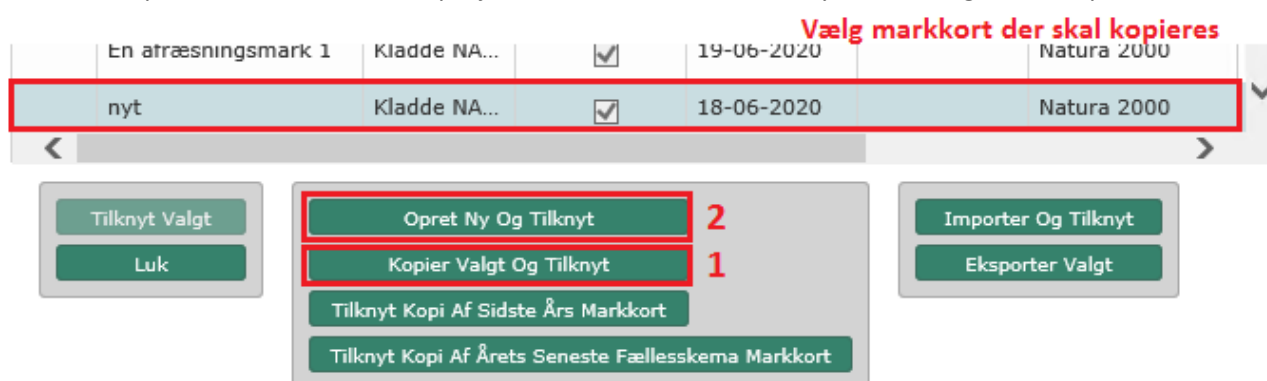 Vælg markkort der skal kopieres
En afræsningsmark 1 Kladde NA... 19-06-2020 Natura 2000
nyt Kladde NA... 18-06-2020 Natura 2000
Tilknyt Valgt Opret Ny Og Tilknyt 2 Importer Og Tilknyt
Luk Kopier Valgt Og Tilknyt 1 Eksporter Valgt
Tilknyt Kopi Af Sidste Års Markkort
Tilknyt Kopi Af Årets Seneste Fællesskema Markkort